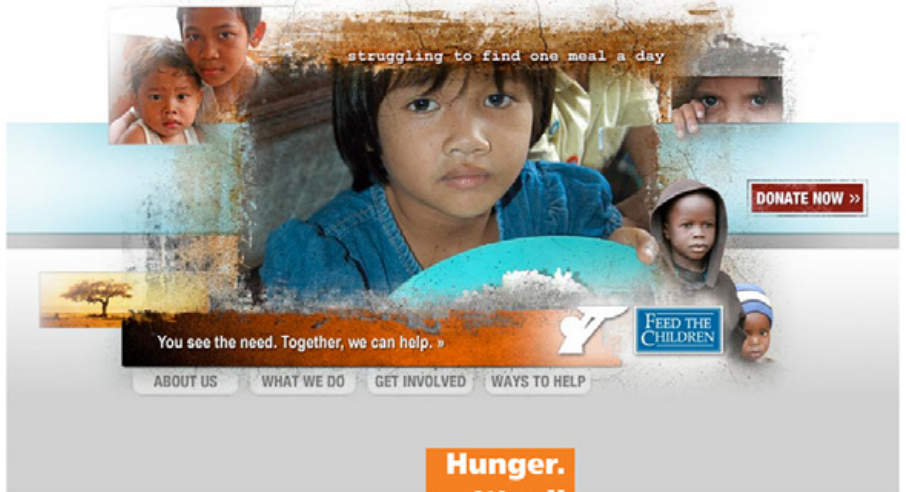 struggling to find one meal a day
DONATE NOW »
You see the need. Together, we can help. »
FEED THE
CHILDREN
ABOUT US
WHAT WE DO
GET INVOLVED
WAYS TO HELP
Hunger.